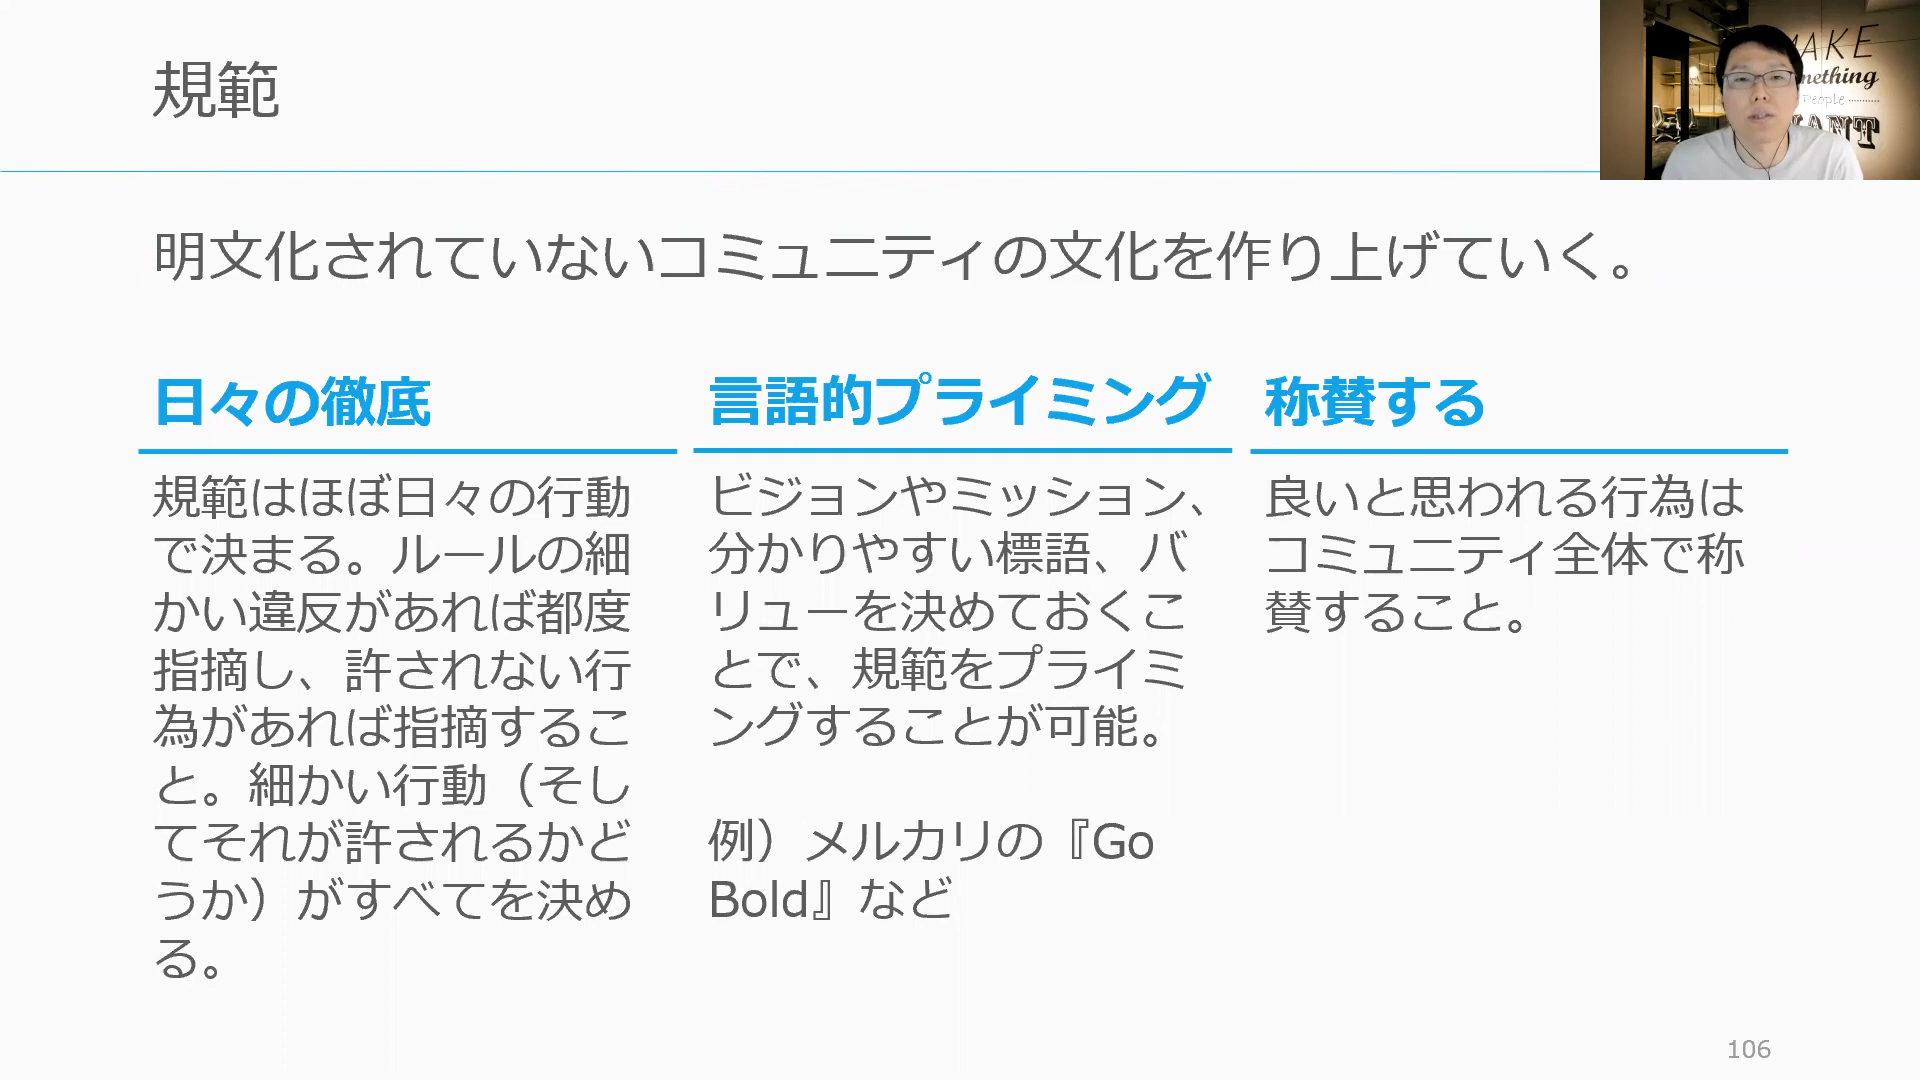 規範
MAKE
mething
People
WANT
明文化されていないコミュニティの文化を作り上げていく。
日々の徹底
規範はほぼ日々の行動
で決まる。ルールの細
かい違反があれば都度
指摘し、許されない行
為があれば指摘するこ
と。細かい行動（そし
てそれが許されるかど
うか）がすべてを決め
る。
言語的プライミング
ビジョンやミッション、
分かりやすい標語、バ
リューを決めておくこ
とで、規範をプライミ
ングすることが可能。
例）メルカリの『Go
Bold』など
称賛する
良いと思われる行為は
コミュニティ全体で称
賛すること。
106